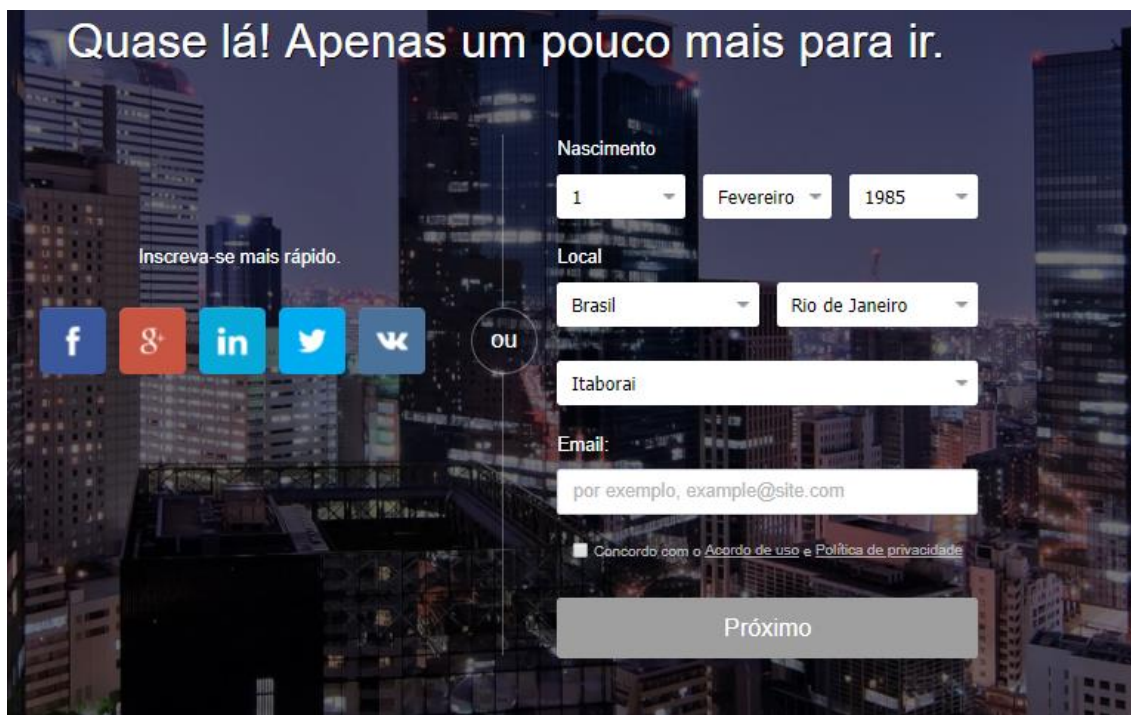 Quase lá! Apenas um pouco mais para ir.
Inscreva-se mais rápido.
f g+ in
ou
Nascimento
1 Fevereiro 1985
Local
Brasil Rio de Janeiro
Itaborai
Email:
por exemplo, example@site.com
Concordo com o Acordo de uso e Política de privacidade
Próximo